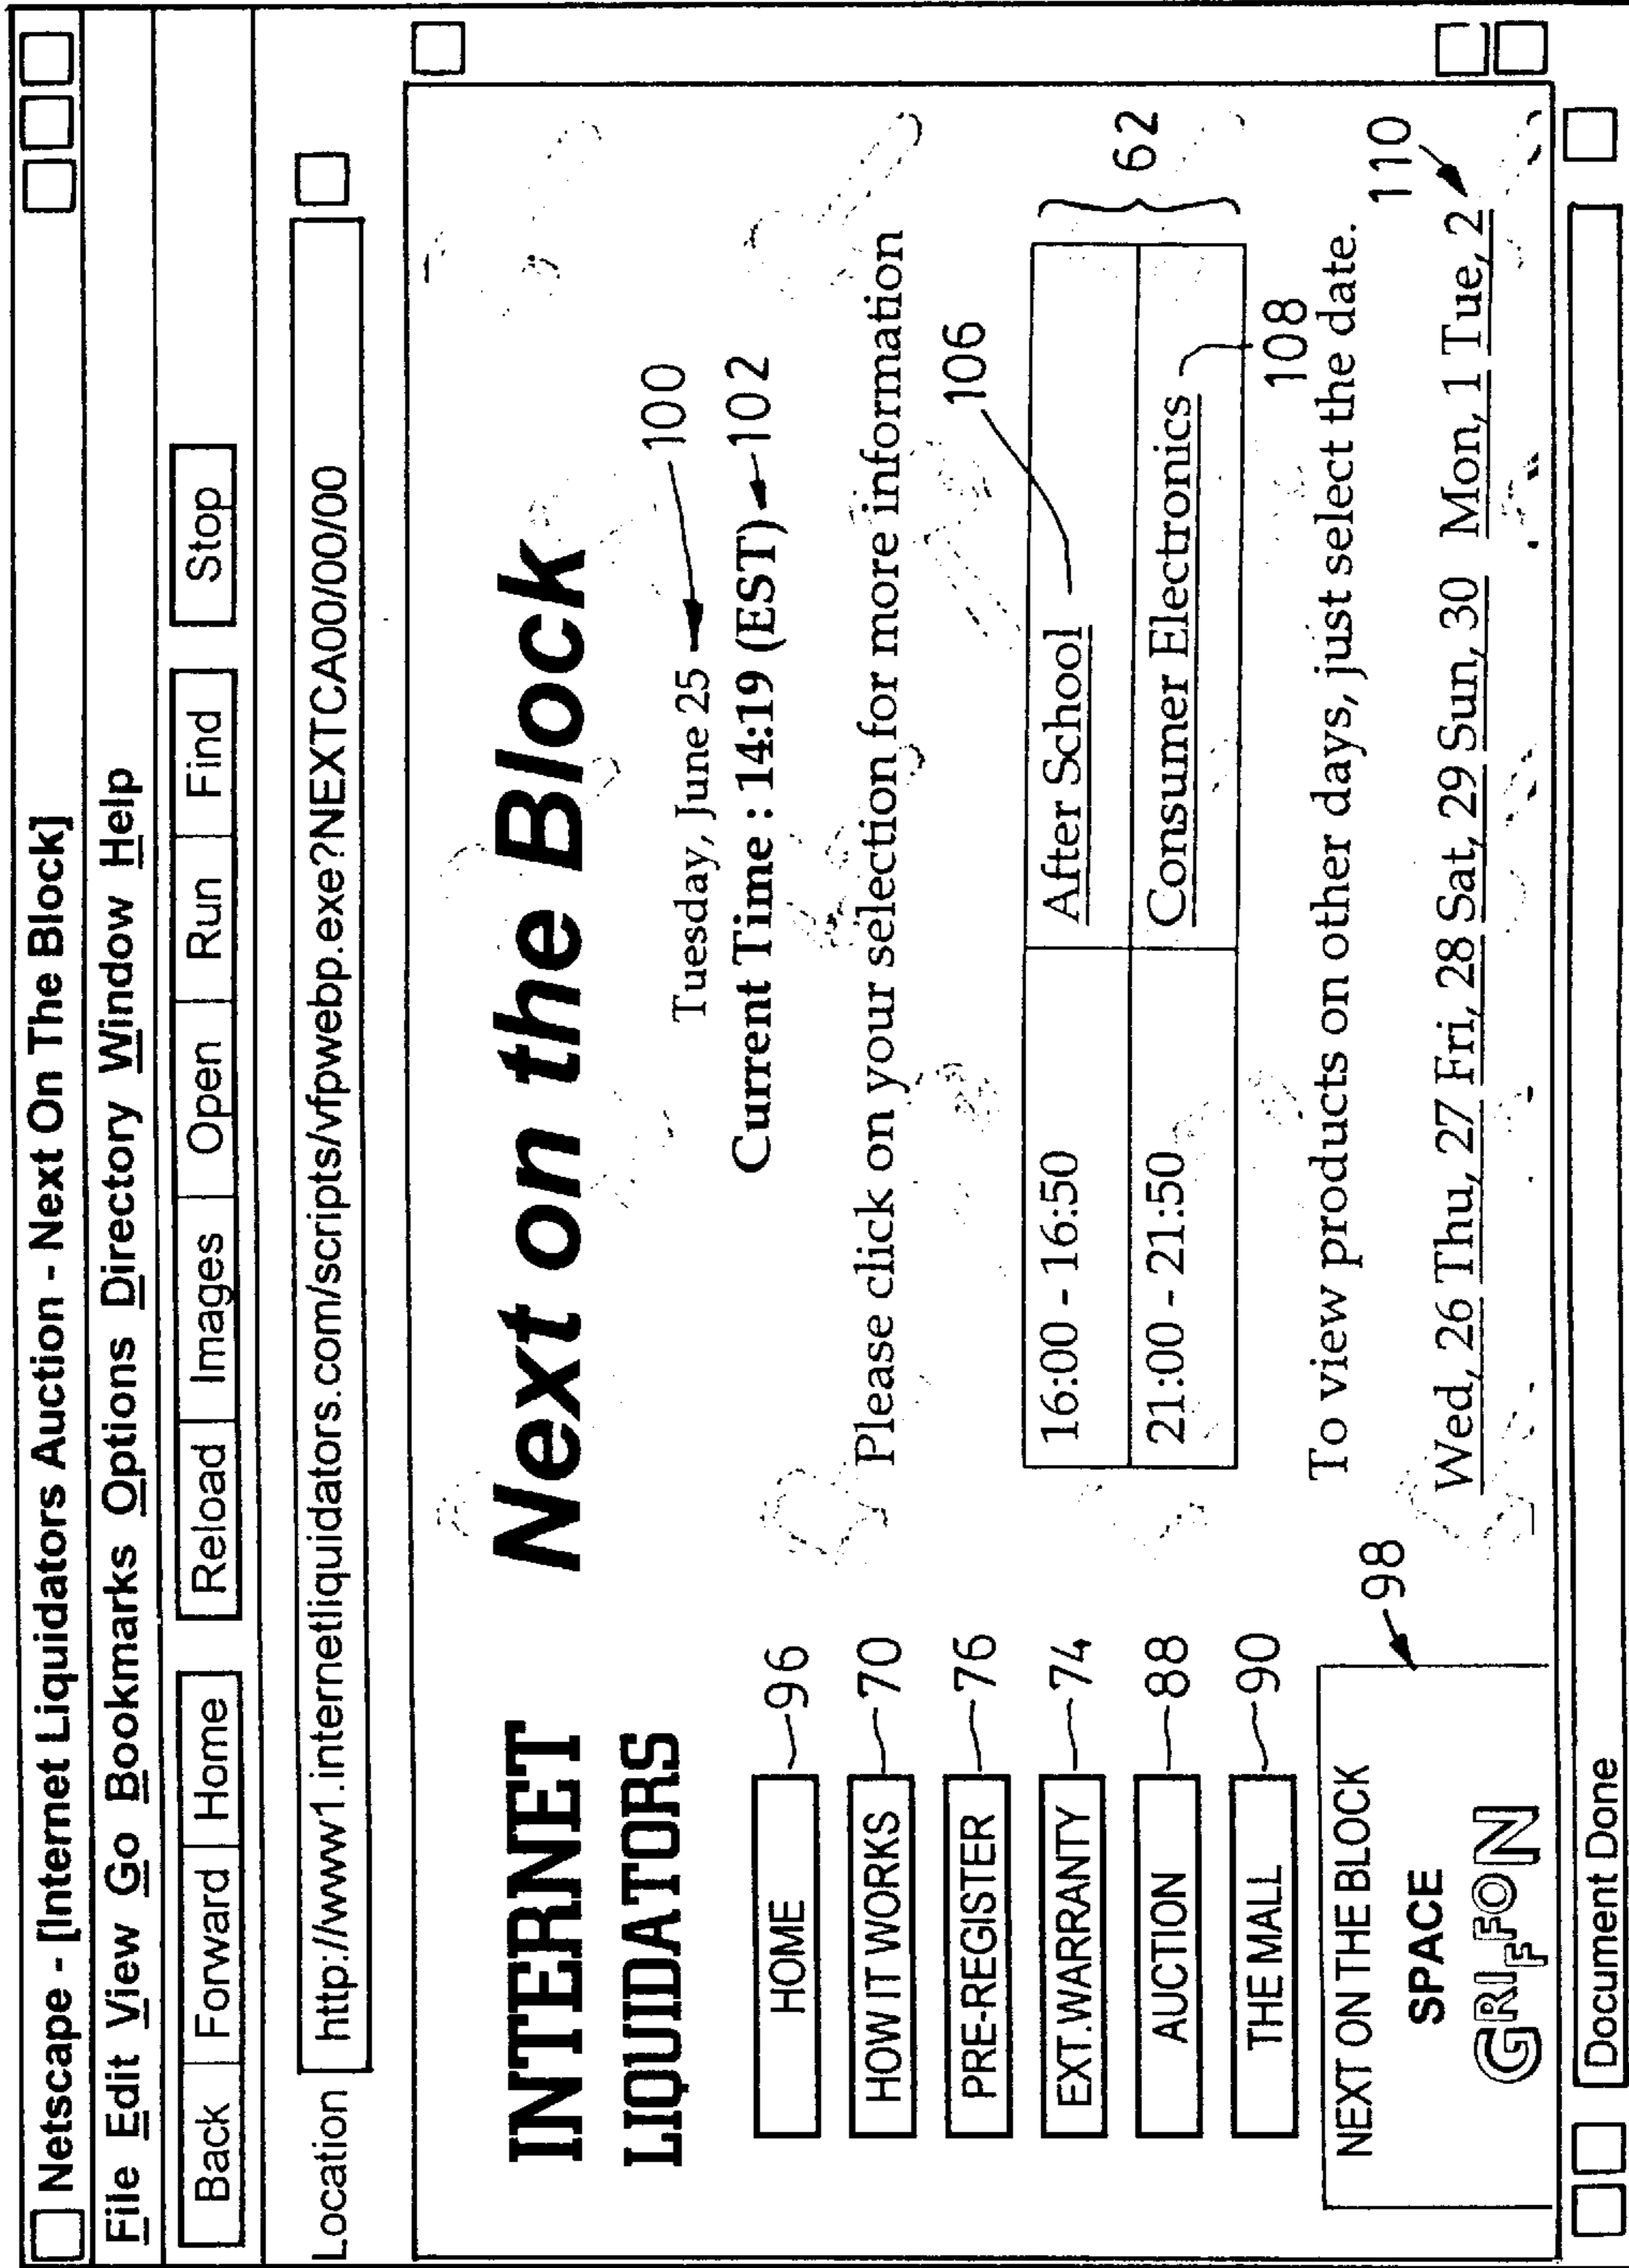 Netscape - [Internet Liquidators Auction - Next On The Block]
File Edit View Go Bookmarks Options Directory Window Help
Back Forward Home Reload Images Open Run Find Stop
Location http://www1.internetliquidators.com/scripts/vfpwebp.exe?NEXTCA00/00/00
INTERNET
LIQUIDATORS
HOME 96
HOW IT WORKS 70
PRE-REGISTER 76
EXT.WARRANTY 74
AUCTION 88
THE MALL 90
NEXT ON THE BLOCK 98
SPACE
GRIFFON
Next on the Block
Tuesday, June 25 100
Current Time : 14:19 (EST) 102
Please click on your selection for more information
106
16:00 - 16:50 After School
21:00 - 21:50 Consumer Electronics
62
108
To view products on other days, just select the date.
110
Wed, 26 Thu, 27 Fri, 28 Sat, 29 Sun, 30 Mon, 1 Tue, 2
Document Done